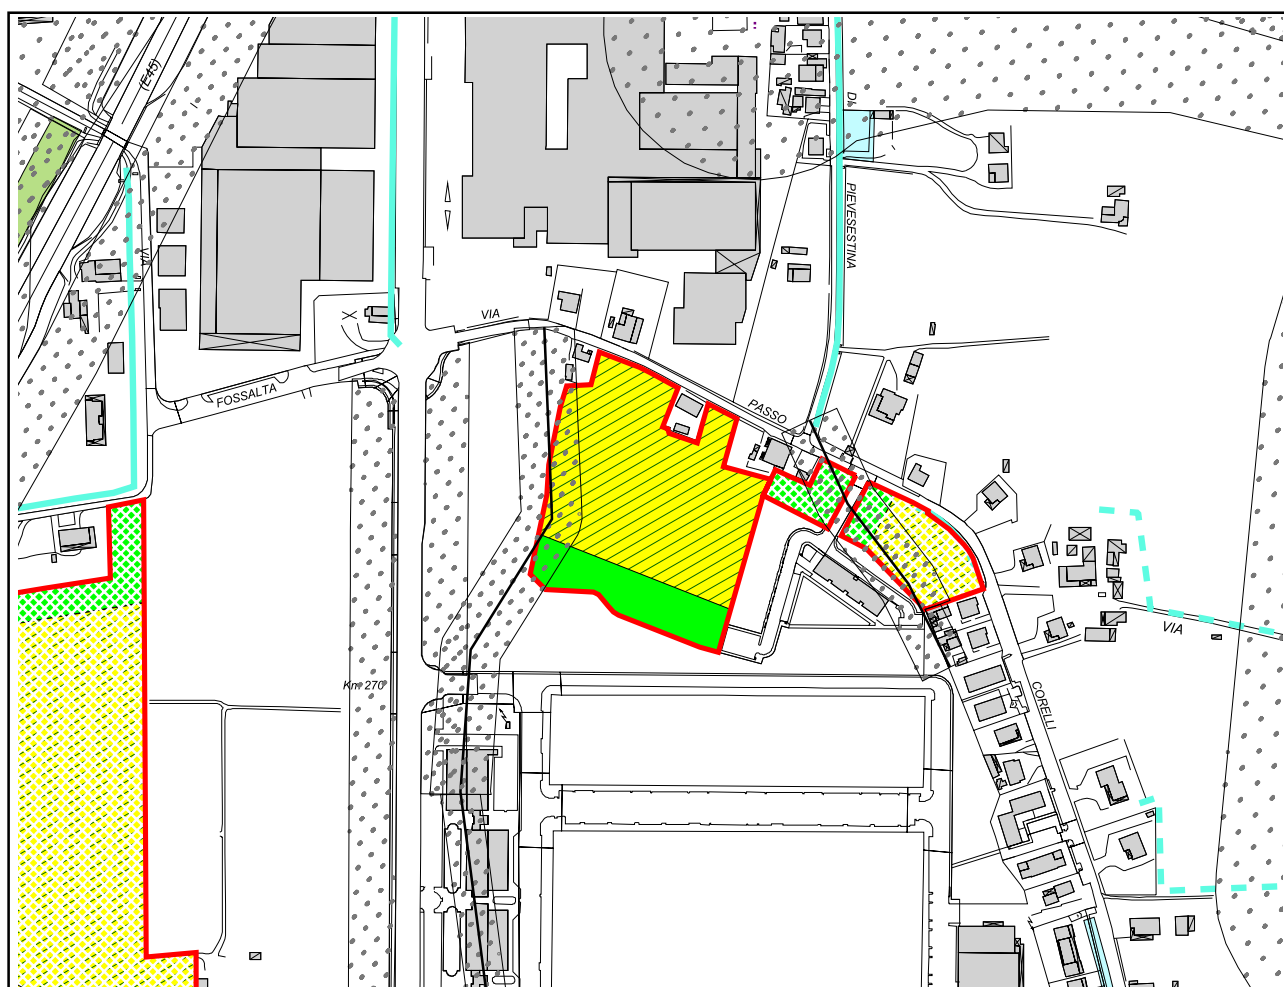 (E45)
DI
PIEVESESTINA
VIA
VIA
FOSSALTA
PASSO
VIA
Km. 270
CORELLI